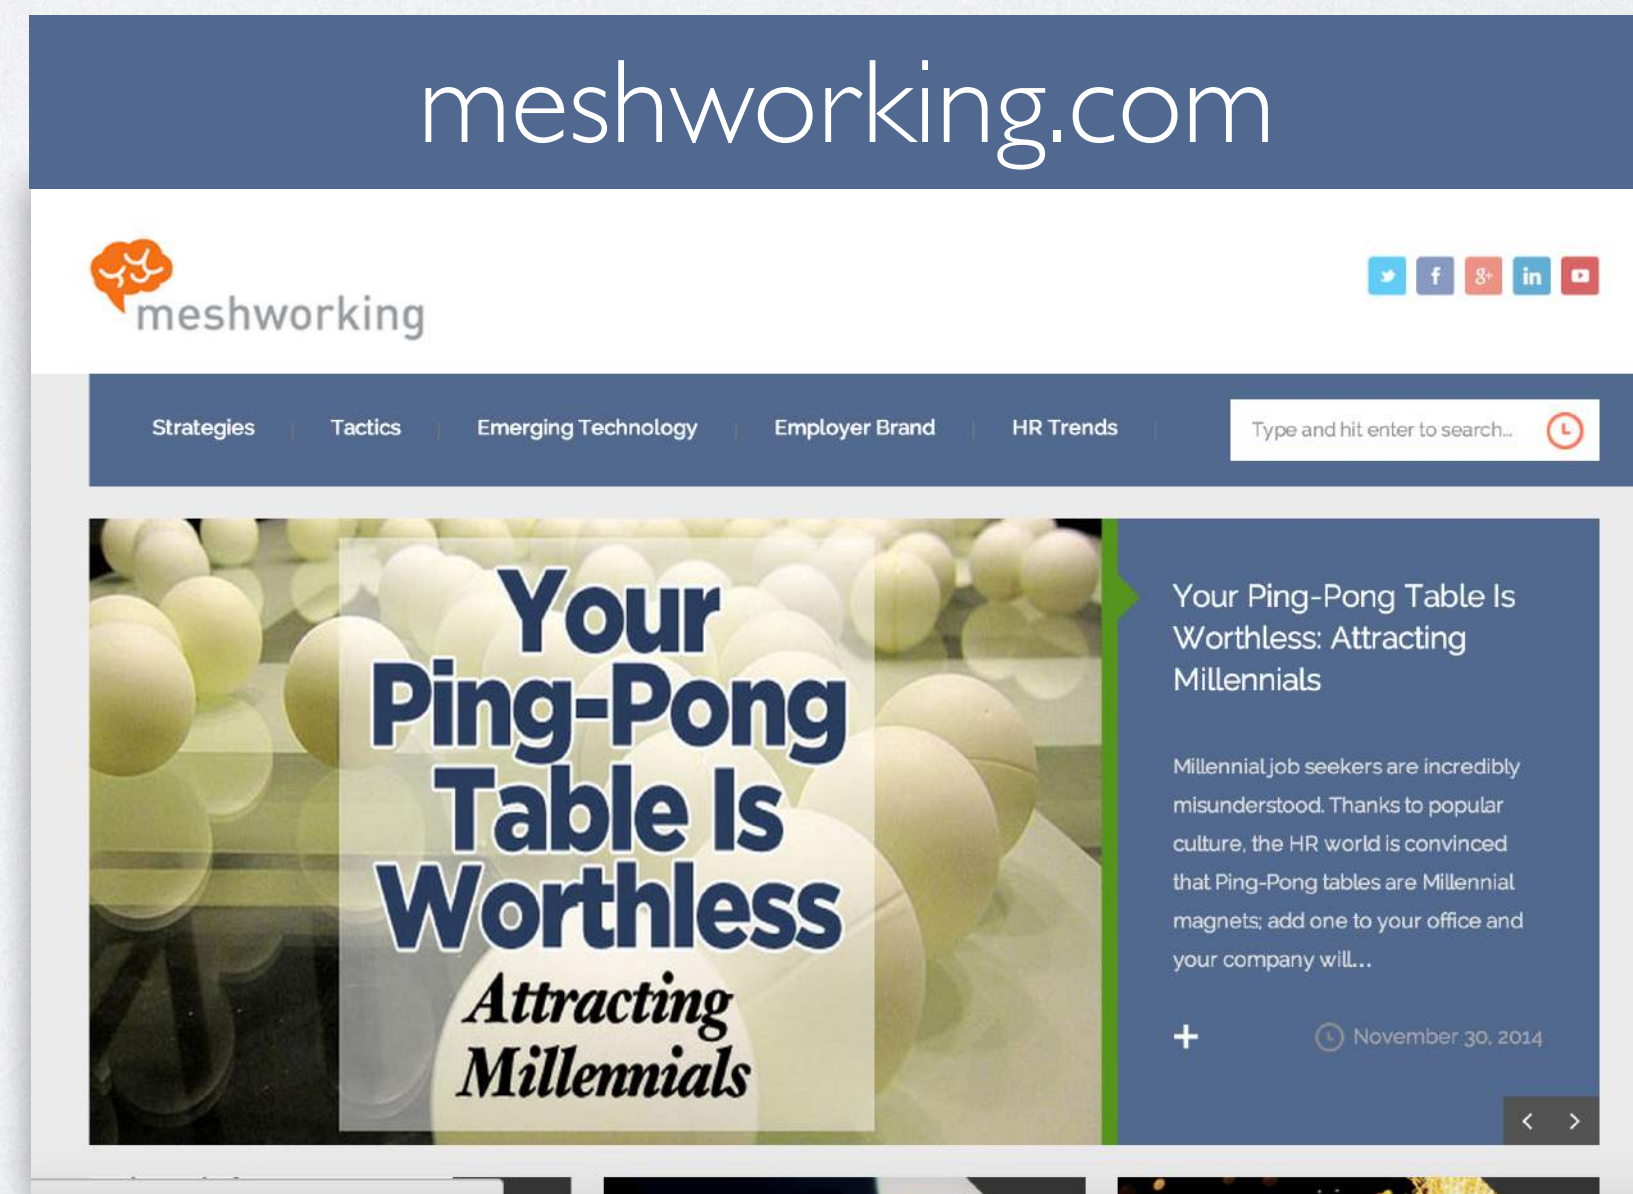 meshworking.com
meshworking
Strategies
Tactics
Emerging Technology
Employer Brand
HR Trends
Type and hit enter to search...
Your
Ping-Pong
Table Is
Worthless
Attracting
Millennials
Your Ping-Pong Table Is
Worthless: Attracting
Millennials
Millennial job seekers are incredibly
misunderstood. Thanks to popular
culture, the HR world is convinced
that Ping-Pong tables are Millennial
magnets; add one to your office and
your company will...
November 30, 2014